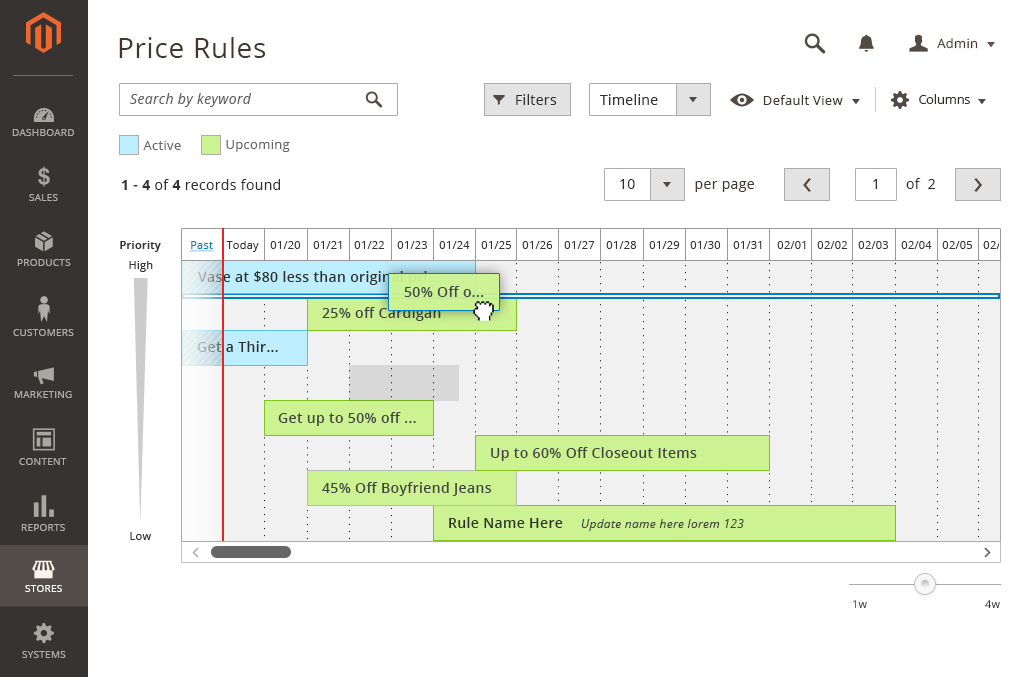 Price Rules
Admin
Search by keyword
Filters
Timeline
Default View
Columns
Active
Upcoming
1 - 4 of 4 records found
10
per page
1
of 2
DASHBOARD
SALES
PRODUCTS
CUSTOMERS
MARKETING
CONTENT
REPORTS
STORES
SYSTEMS
Priority
High
Low
Past Today 01/20 01/21 01/22 01/23 01/24 01/25 01/26 01/27 01/28 01/29 01/30 01/31 02/01 02/02 02/03 02/04 02/05 02/
Vase at $80 less than origin
50% Off o...
25% off Cardigan
Get a Thir...
Get up to 50% off ...
Up to 60% Off Closeout Items
45% Off Boyfriend Jeans
Rule Name Here Update name here lorem 123
1w
4w